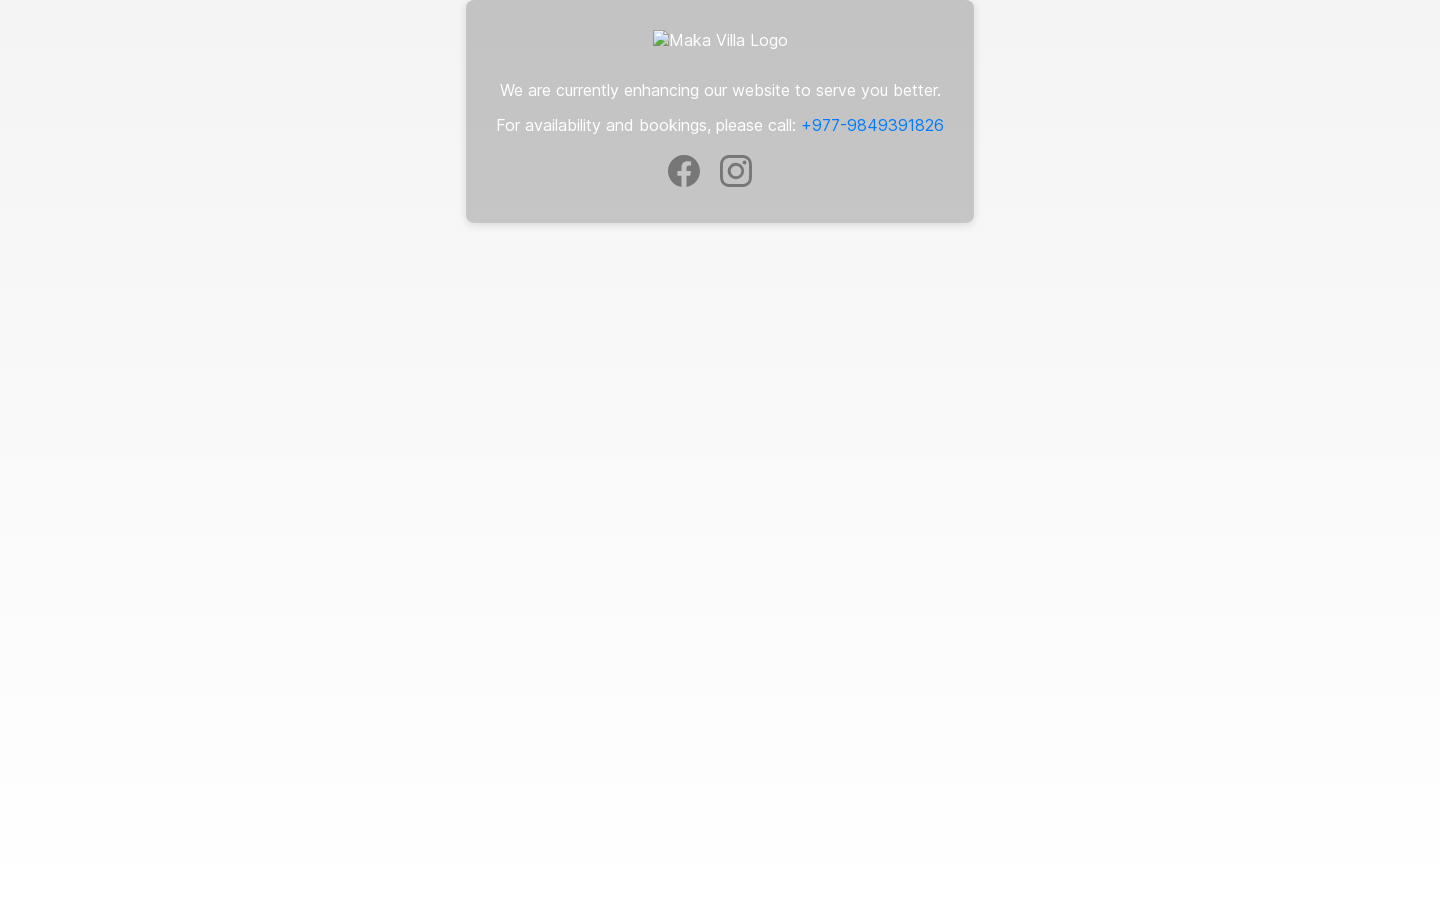 Maka Villa Logo
We are currently enhancing our website to serve you better.
For availability and bookings, please call: +977-9849391826